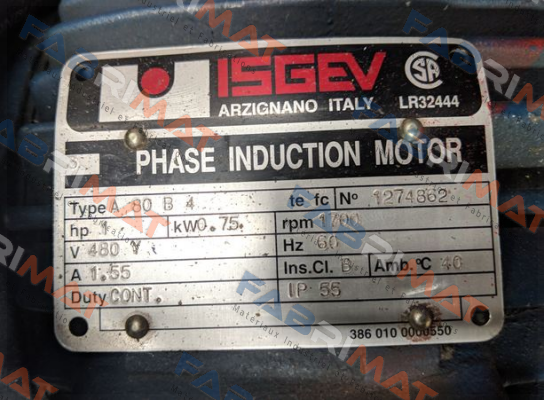 ISGEV
ARZIGNANO ITALY LR32444
PHASE INDUCTION MOTOR
Type A 80 B 4 te fc Nº 1274862
hp 1 kW0.75 rpm 1700
V 480 Y Hz 60
A 1.55 Ins.Cl. B Amb.ºC 40
Duty CONT. IP 55
386 010 0000550
FABRIMAT